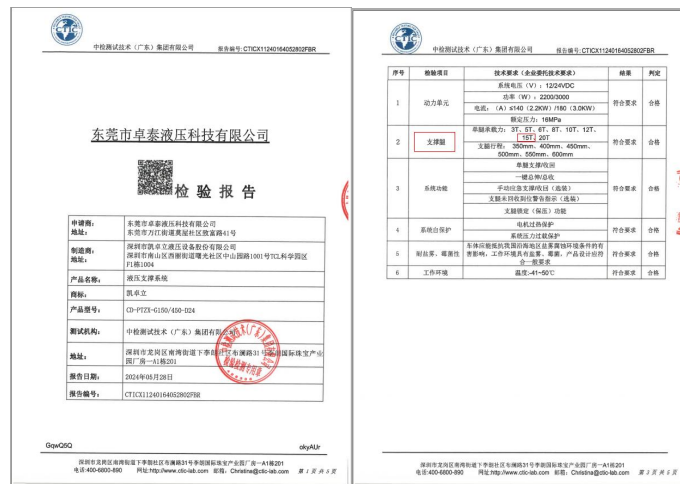 CTIC
中检测试技术（广东）集团有限公司 报告编号：CTICX11240164052802FBR
东莞市卓泰液压科技有限公司
检 验 报 告
申请商： 东莞市卓泰液压科技有限公司
地址： 东莞市万江街道莫屋社区致富路41号
制造商： 深圳市凯卓立液压设备股份有限公司
地址： 深圳市南山区西丽街道曙光社区中山园路1001号TCL科学园区
F1栋1004
产品名称： 液压支撑系统
商标： 凯卓立
产品型号： CD-PTZX-G150/450-D24
测试机构： 中检测试技术（广东）集团有限公司
地址： 深圳市龙岗区南湾街道下李朗社区布澜路31号李朗国际珠宝产业
园厂房一A1栋201
报告日期： 2024年05月28日
报告编号： CTICX11240164052802FBR
检验检测专用章
GqwQ5Q okyAUr
深圳市龙岗区南湾街道下李朗社区布澜路31号李朗国际珠宝产业园厂房一A1栋201
电话:400-6800-890 网址:http://www.ctic-lab.com 邮箱：Christina@ctic-lab.com 第 1 页 共 5 页
CTIC
中检测试技术（广东）集团有限公司 报告编号：CTICX11240164052802FBR
序号 检验项目 技术要求（企业委托技术要求） 结果 判定
1 动力单元 系统电压（V）：12/24VDC 符合要求 合格
功率（W）：2200/3000
电流：（A）≤140（2.2KW）/180（3.0KW）
额定压力：16MPa
2 支撑腿 单腿承载力：3T、5T、6T、8T、10T、12T、 符合要求 合格
15T、20T
支腿行程：350mm、400mm、450mm、
500mm、550mm、600mm
3 系统功能 单腿支撑/收回 符合要求 合格
一键总伸/总收
手动应急支撑/收回（选装）
支腿未回收到位警告指示（选装）
支腿锁定（保压）功能
4 系统自保护 电机过热保护 符合要求 合格
系统压力过载保护
5 耐盐雾、霉菌性 车体应能抵抗我国沿海地区盐雾腐蚀环境条件的有 符合要求 合格
害影响，工作环境具有盐雾、霉菌，产品设计应符
合一般要求
6 工作环境 温度:-41~50℃ 符合要求 合格
深圳市龙岗区南湾街道下李朗社区布澜路31号李朗国际珠宝产业园厂房一A1栋201
电话:400-6800-890 网址:http://www.ctic-lab.com 邮箱：Christina@ctic-lab.com 第 3 页 共 5 页